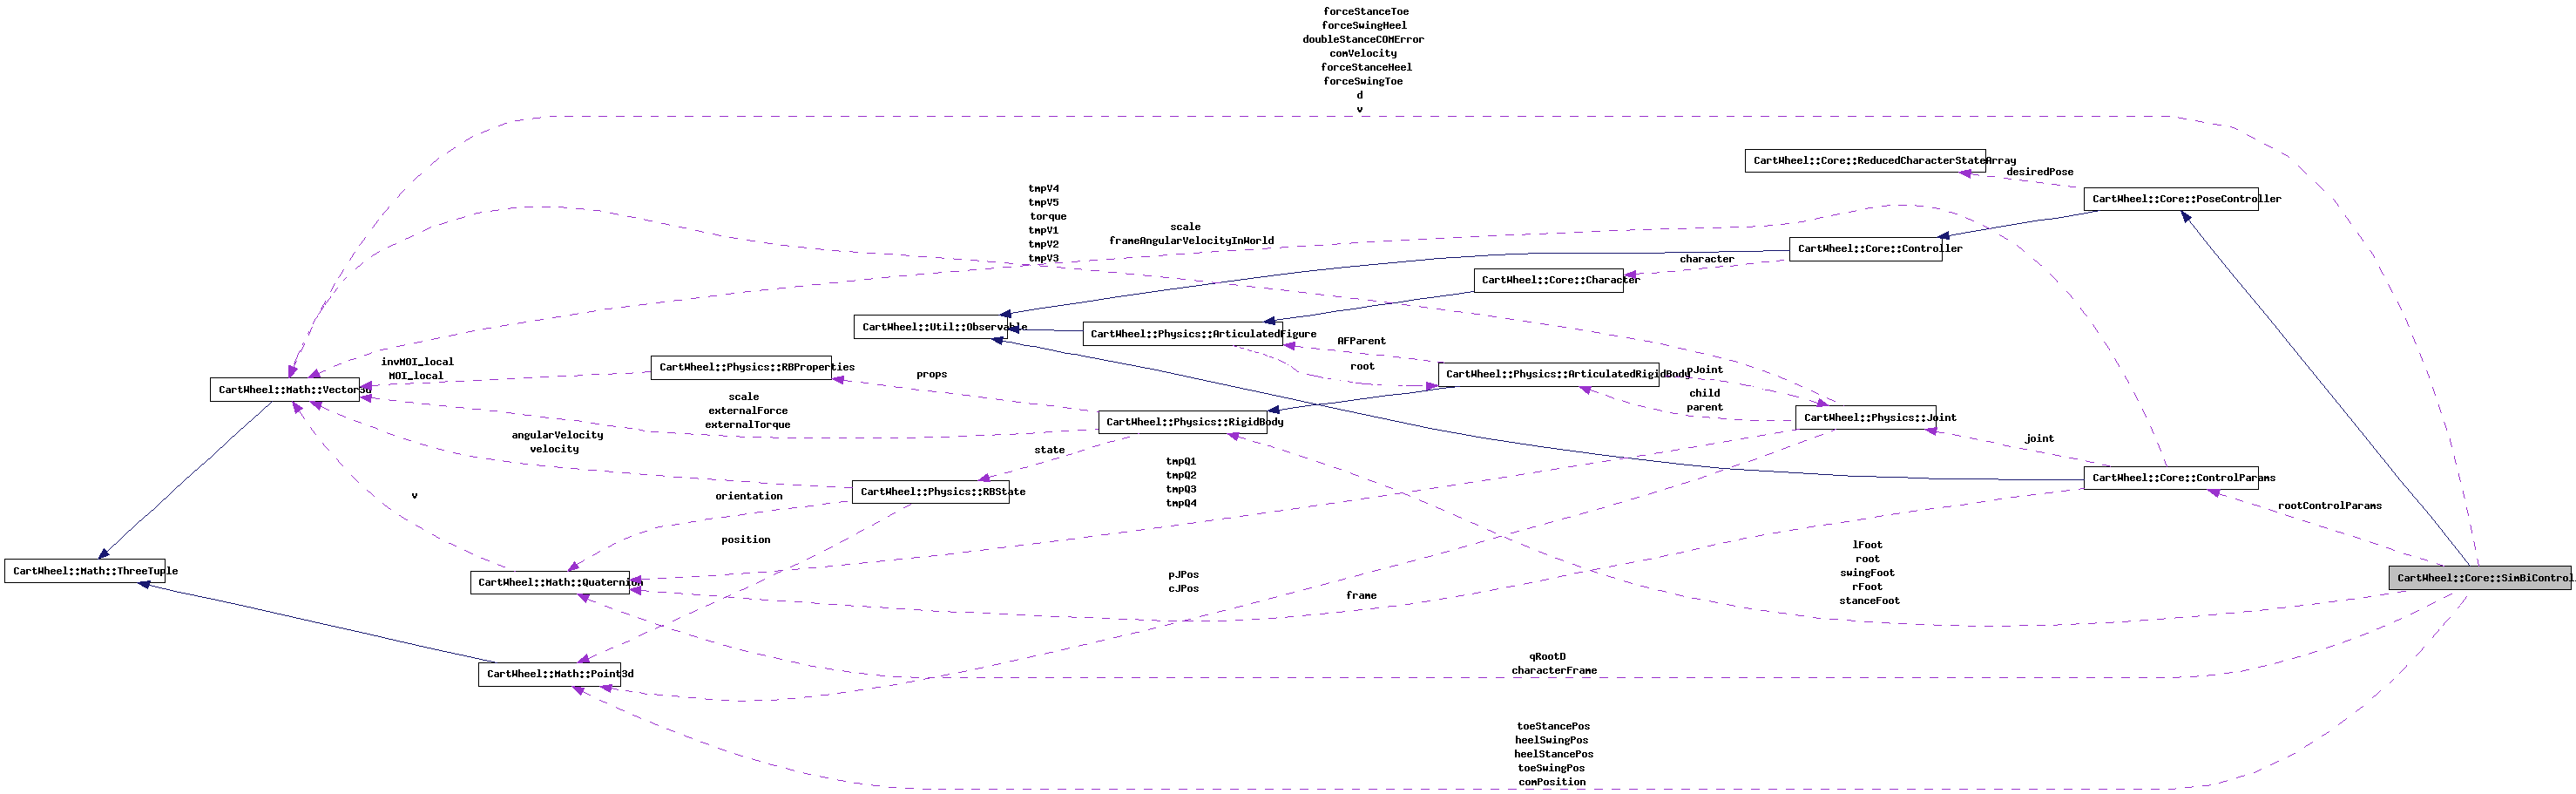 forceStanceToe
forceSwingHeel
doubleStanceCOMError
comVelocity
forceStanceHeel
forceSwingToe
d
v
CartWheel::Core::ReducedCharacterStateArray
desiredPose
CartWheel::Core::PoseController
tmpV4
tmpV5
torque
tmpV1
tmpV2
tmpV3
scale
frameAngularVelocityInWorld
CartWheel::Core::Controller
character
CartWheel::Core::Character
CartWheel::Util::Observable
CartWheel::Physics::ArticulatedFigure
AFParent
root
invMOI_local
MOI_local
CartWheel::Physics::RBProperties
props
CartWheel::Physics::ArticulatedRigidBody
pJoint
CartWheel::Math::Vector3d
scale
externalForce
externalTorque
child
parent
CartWheel::Physics::Joint
CartWheel::Physics::RigidBody
angularVelocity
velocity
state
joint
tmpQ1
tmpQ2
tmpQ3
tmpQ4
CartWheel::Core::ControlParams
CartWheel::Physics::RBState
v
orientation
rootControlParams
position
lFoot
root
swingFoot
rFoot
stanceFoot
CartWheel::Math::ThreeTuple
CartWheel::Math::Quaternion
pJPos
cJPos
frame
CartWheel::Core::SimBiControl
qRootD
characterFrame
CartWheel::Math::Point3d
toeStancePos
heelSwingPos
heelStancePos
toeSwingPos
comPosition